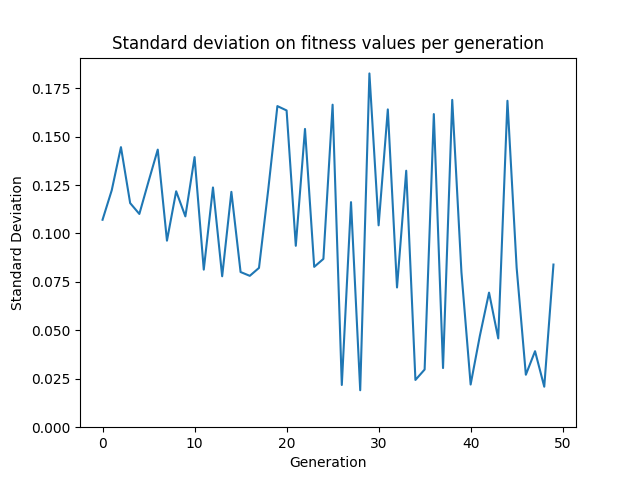 Standard deviation on fitness values per generation
0.175
0.150
0.125
0.100
0.075
0.050
0.025
0.000
Standard Deviation
0 10 20 30 40 50
Generation